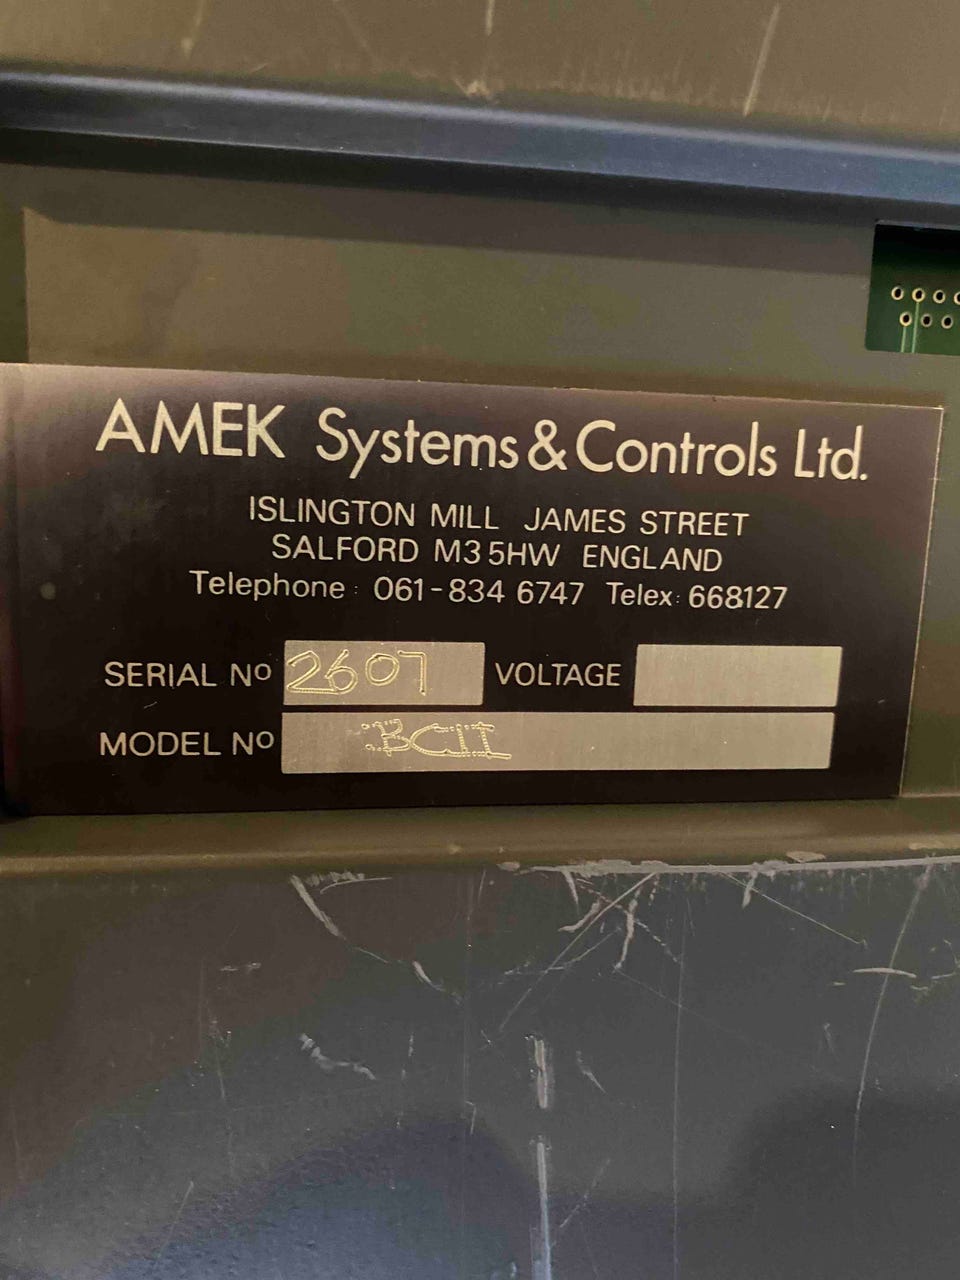 AMEK Systems & Controls Ltd.
ISLINGTON MILL JAMES STREET
SALFORD M3 5HW ENGLAND
Telephone: 061-834 6747 Telex: 668127
SERIAL NO 2607 VOLTAGE
MODEL NO BCII